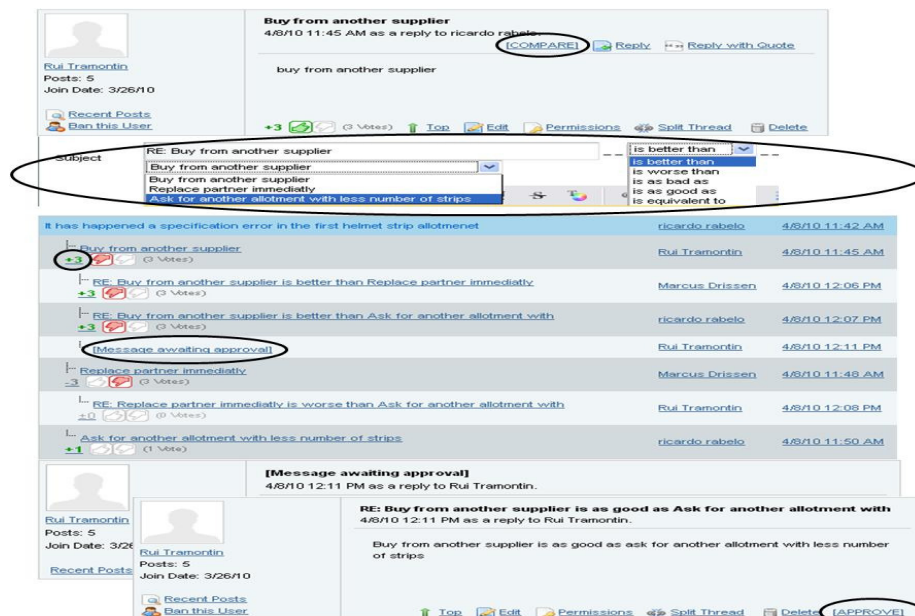 Buy from another supplier
4/8/10 11:45 AM as a reply to ricardo rabelo.
[COMPARE] Reply Reply with Quote
Rui Tramontin
Posts: 5
Join Date: 3/26/10
buy from another supplier
Recent Posts
Ban this User
+3 (3 Votes) Top Edit Permissions Split Thread Delete
Subject
RE: Buy from another supplier
is better than
Buy from another supplier
is better than
Buy from another supplier
is worse than
Replace partner immediatly
is as bad as
Ask for another allotment with less number of strips
is as good as
is equivalent to
It has happened a specification error in the first helmet strip allotmenet ricardo rabelo 4/8/10 11:42 AM
Buy from another supplier Rui Tramontin 4/8/10 11:45 AM
+3 (3 Votes)
RE: Buy from another supplier is better than Replace partner immediatly Marcus Drissen 4/8/10 12:06 PM
+3 (3 Votes)
RE: Buy from another supplier is better than Ask for another allotment with ricardo rabelo 4/8/10 12:07 PM
+3 (3 Votes)
[Message awaiting approval] Rui Tramontin 4/8/10 12:11 PM
Replace partner immediatly Marcus Drissen 4/8/10 11:48 AM
-3 (3 Votes)
RE: Replace partner immediatly is worse than Ask for another allotment with Rui Tramontin 4/8/10 12:08 PM
+0 (0 Votes)
Ask for another allotment with less number of strips ricardo rabelo 4/8/10 11:50 AM
+1 (1 Vote)
[Message awaiting approval]
4/8/10 12:11 PM as a reply to Rui Tramontin.
Rui Tramontin
Posts: 5
Join Date: 3/26
Recent Posts
RE: Buy from another supplier is as good as Ask for another allotment with
4/8/10 12:11 PM as a reply to Rui Tramontin.
Buy from another supplier is as good as ask for another allotment with less number
of strips
Rui Tramontin
Posts: 5
Join Date: 3/26/10
Recent Posts
Ban this User
Top Edit Permissions Split Thread Delete [APPROVE]